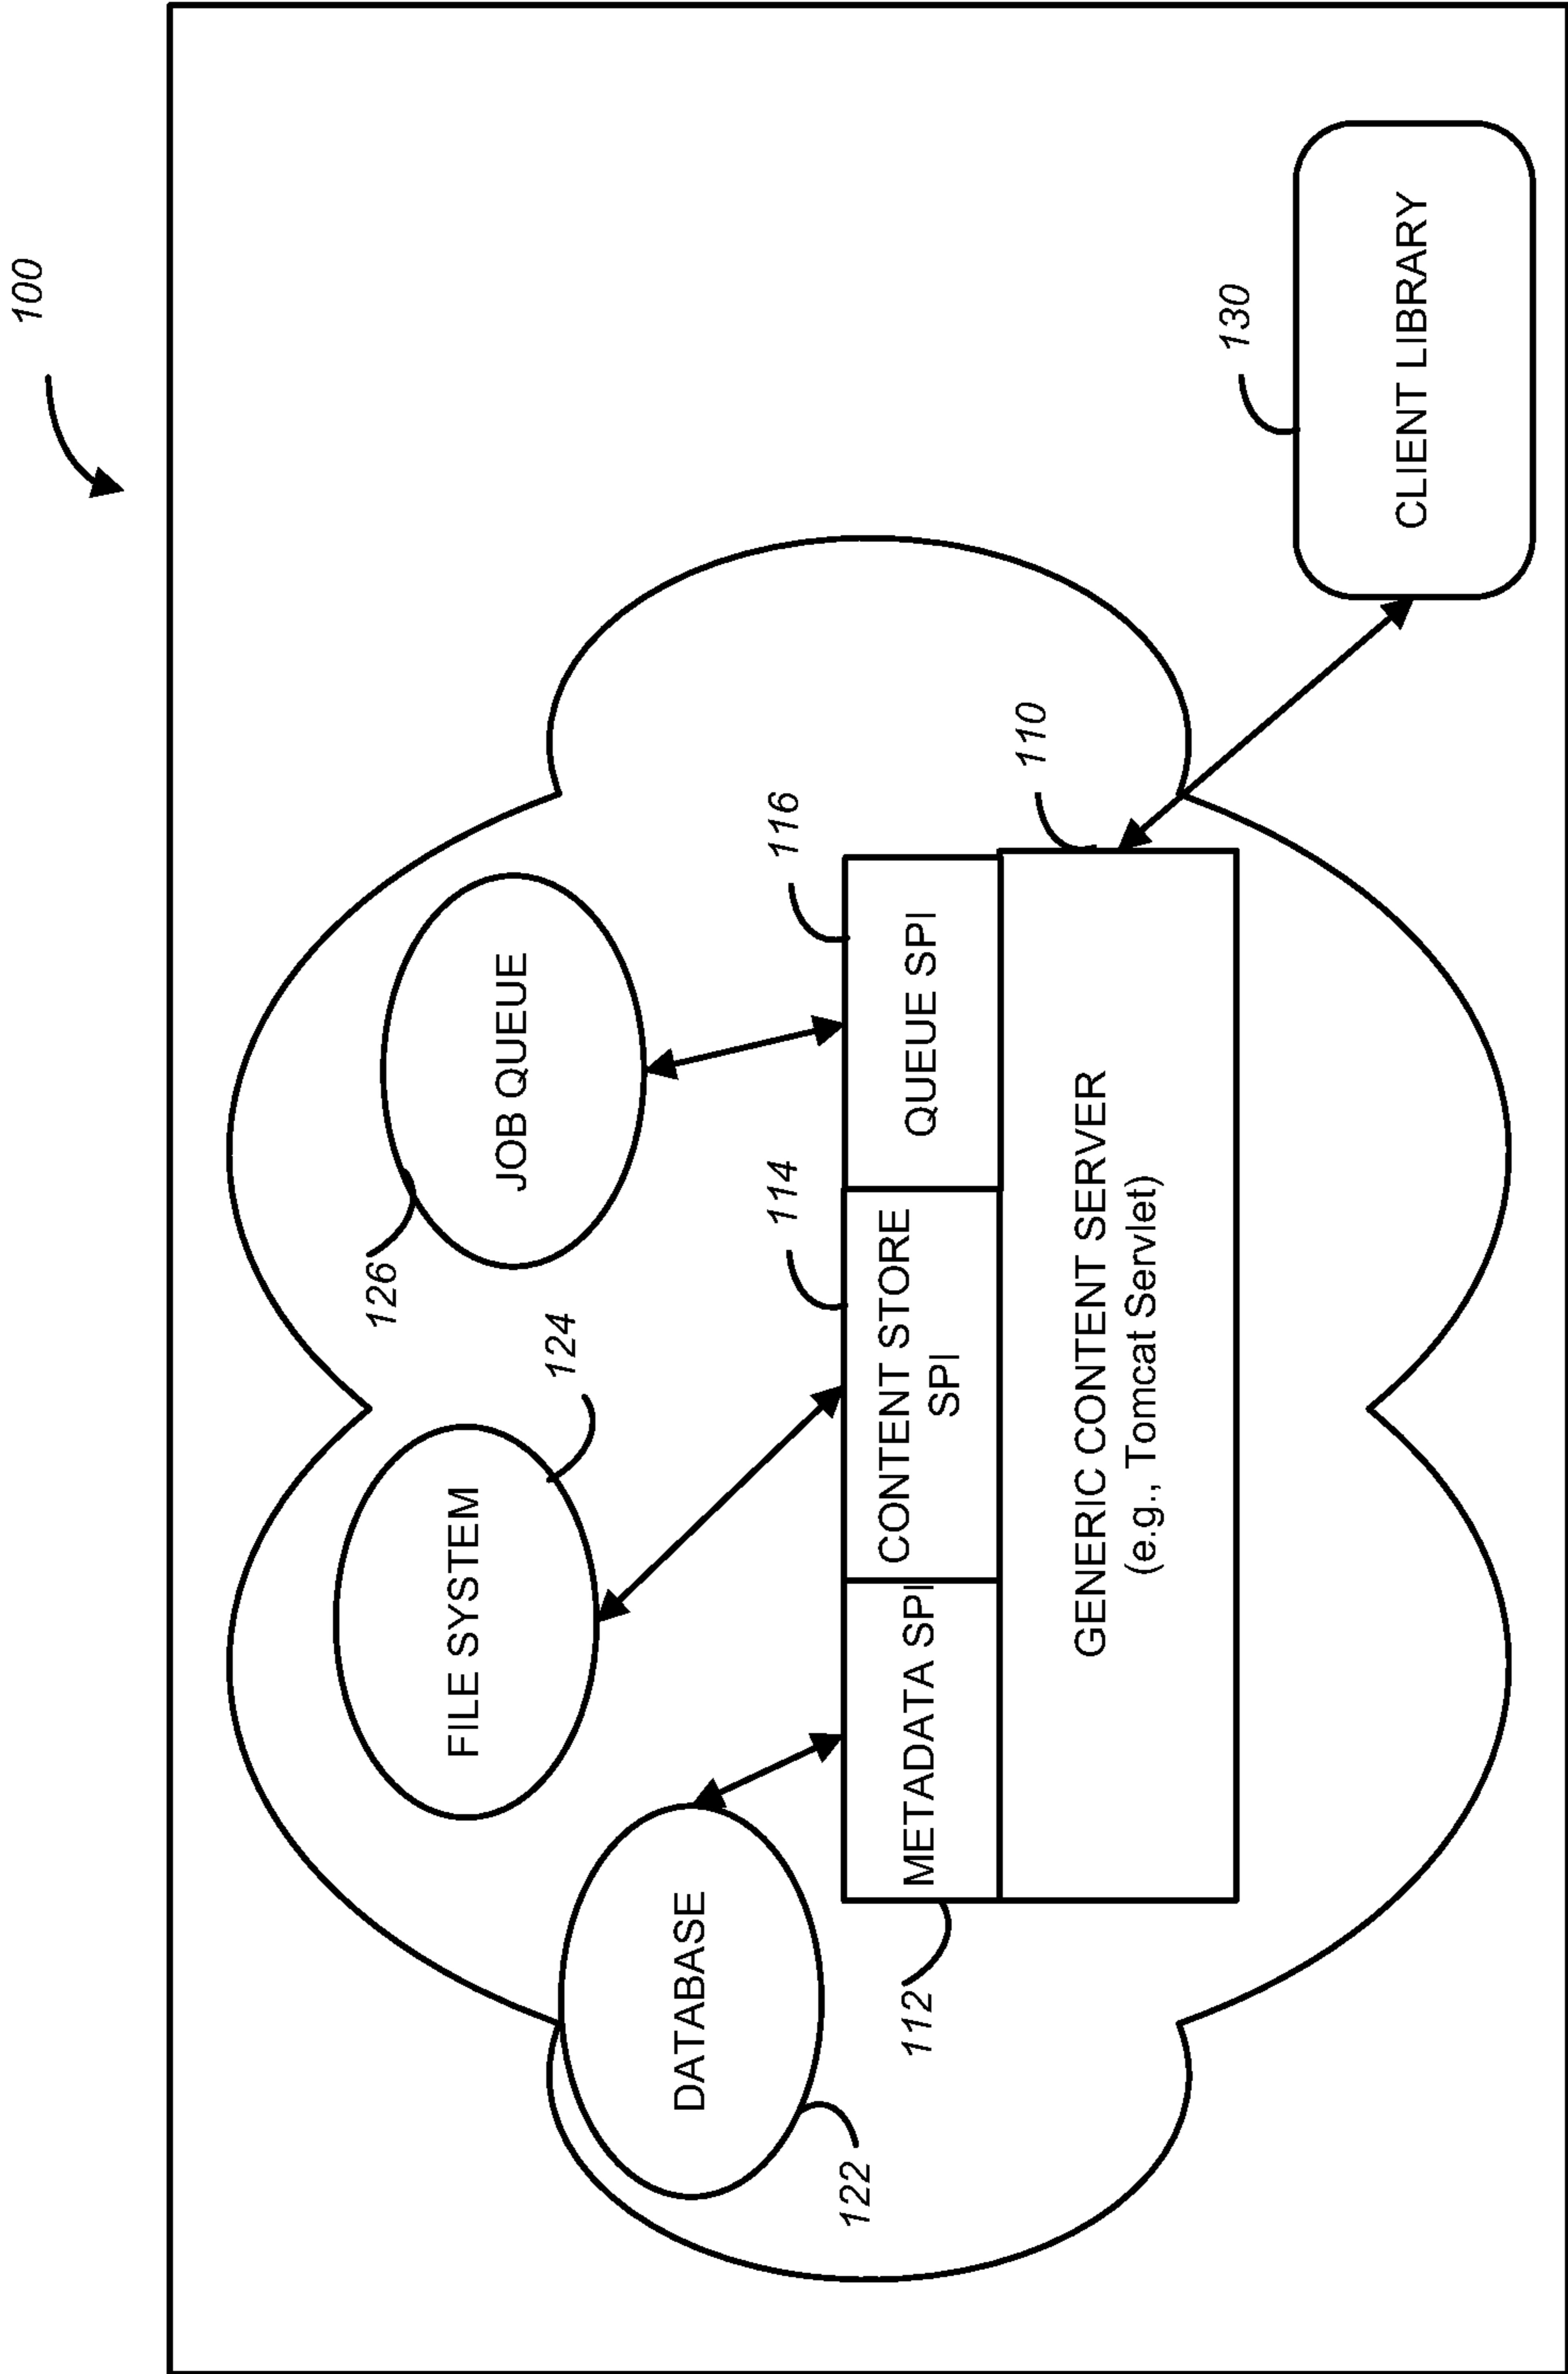 100
JOB QUEUE
126
FILE SYSTEM
124
DATABASE
122
METADATA SPI
112
CONTENT STORE
SPI
114
QUEUE SPI
116
GENERIC CONTENT SERVER
(e.g., Tomcat Servlet)
110
CLIENT LIBRARY
130